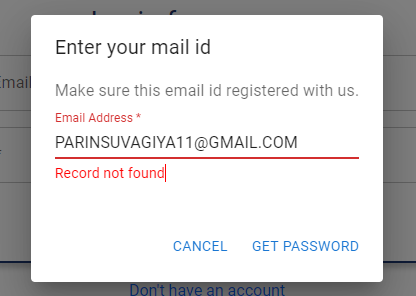 Enter your mail id
Make sure this email id registered with us.
Email Address *
PARINSUVAGIYA11@GMAIL.COM
Record not found
CANCEL GET PASSWORD
Don't have an account